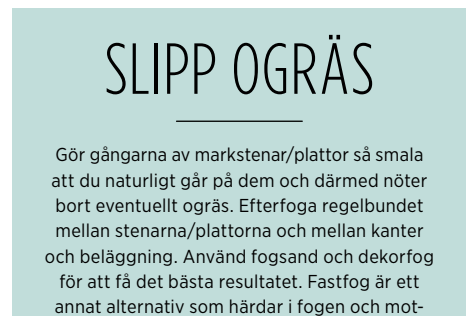 SLIPP OGRÄS
Gör gångarna av markstenar/plattor så smala
att du naturligt går på dem och därmed nöter
bort eventuellt ogräs. Efterfoga regelbundet
mellan stenarna/plattorna och mellan kanter
och beläggning. Använd fogsand och dekorfog
för att få det bästa resultatet. Fastfog är ett
annat alternativ som härdar i fogen och mot-